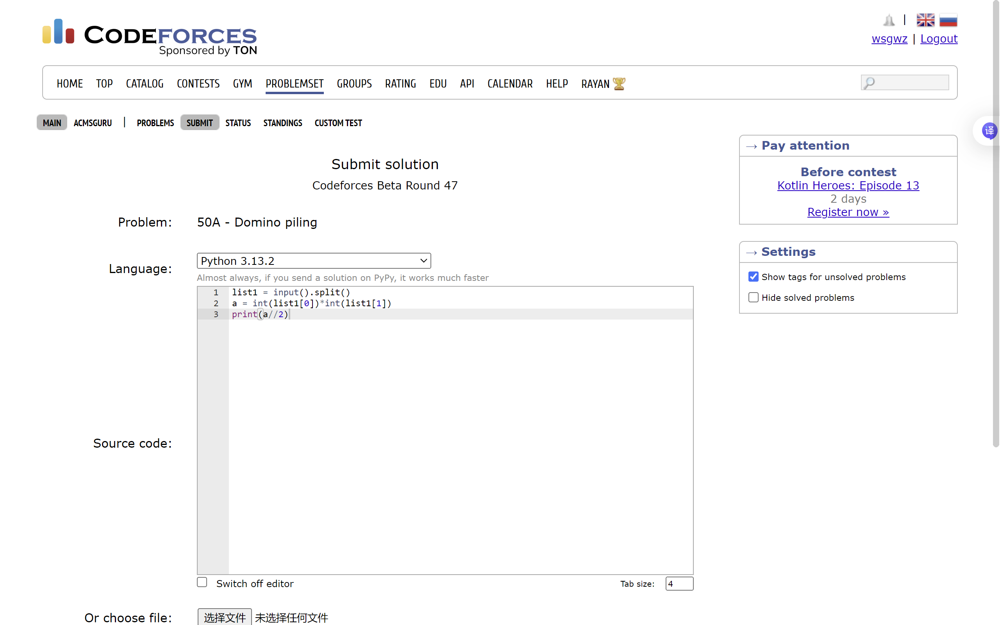 CODEFORCES
Sponsored by TON
|
wsgwz | Logout
HOME TOP CATALOG CONTESTS GYM PROBLEMSET GROUPS RATING EDU API CALENDAR HELP RAYAN
MAIN ACMSGURU | PROBLEMS SUBMIT STATUS STANDINGS CUSTOM TEST
译
→ Pay attention
Before contest
Kotlin Heroes: Episode 13
2 days
Register now »
→ Settings
Show tags for unsolved problems
Hide solved problems
Submit solution
Codeforces Beta Round 47
Problem: 50A - Domino piling
Language: Python 3.13.2
Almost always, if you send a solution on PyPy, it works much faster
Source code:
1 list1 = input().split()
2 a = int(list1[0])*int(list1[1])
3 print(a//2)
Switch off editor Tab size: 4
Or choose file: 选择文件 未选择任何文件